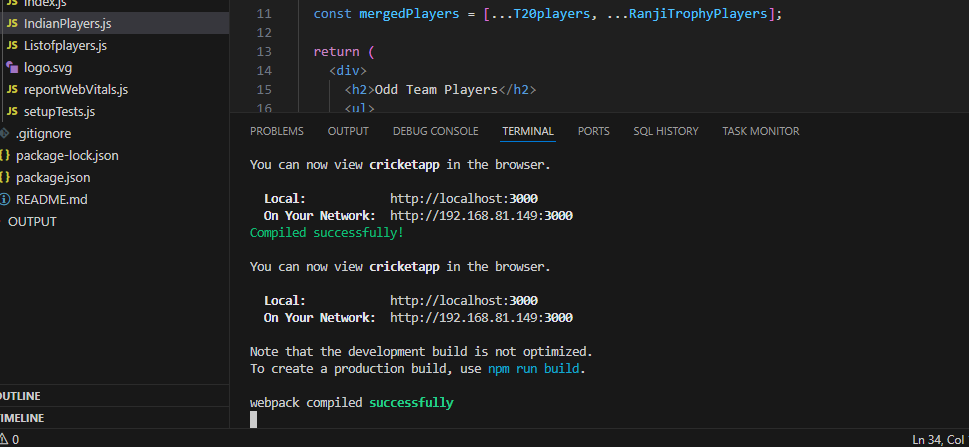 JS index.js
JS IndianPlayers.js
JS Listofplayers.js
logo.svg
JS reportWebVitals.js
JS setupTests.js
.gitignore
{} package-lock.json
{} package.json
README.md
OUTPUT
OUTLINE
TIMELINE
0
11 const mergedPlayers = [...T20players, ...RanjiTrophyPlayers];
12
13 return (
14 <div>
15 <h2>Odd Team Players</h2>
16 <ul>
PROBLEMS OUTPUT DEBUG CONSOLE TERMINAL PORTS SQL HISTORY TASK MONITOR
You can now view cricketapp in the browser.
Local: http://localhost:3000
On Your Network: http://192.168.81.149:3000
Compiled successfully!
You can now view cricketapp in the browser.
Local: http://localhost:3000
On Your Network: http://192.168.81.149:3000
Note that the development build is not optimized.
To create a production build, use npm run build.
webpack compiled successfully
Ln 34, Col